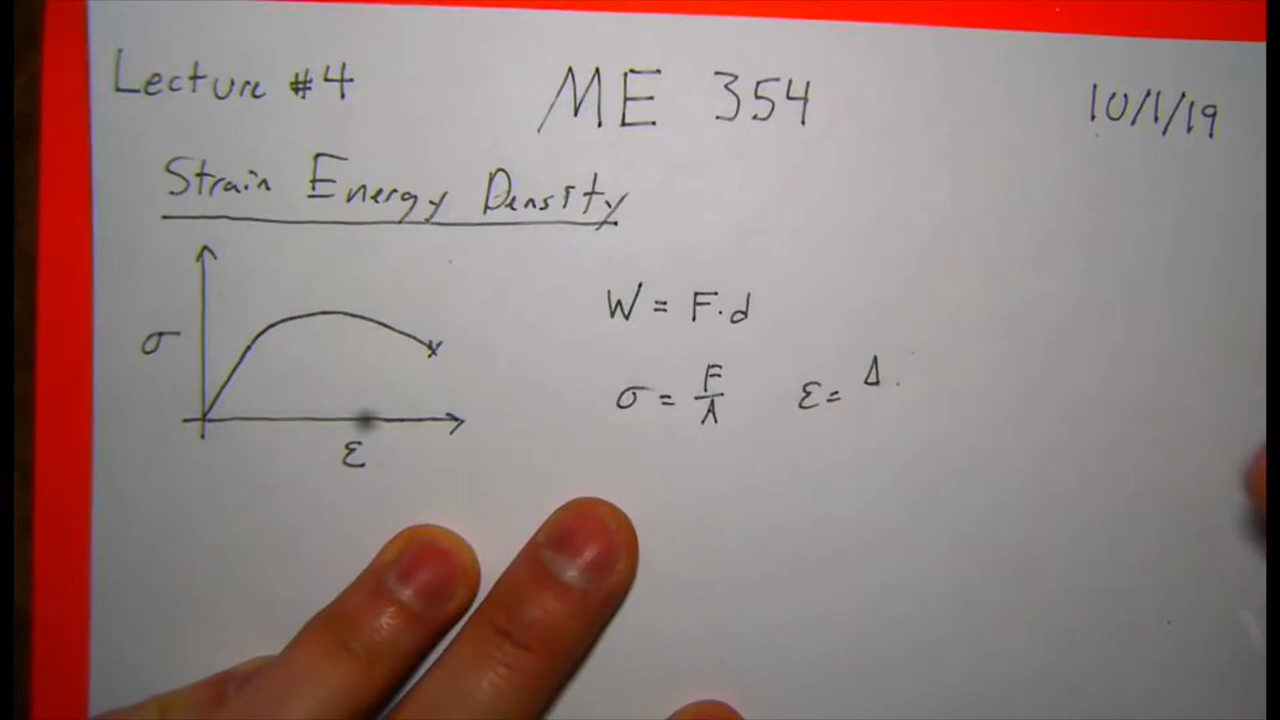 Lecture #4 ME 354 10/1/19
Strain Energy Density
W = F·d
σ
σ = F/A ε = Δ
ε